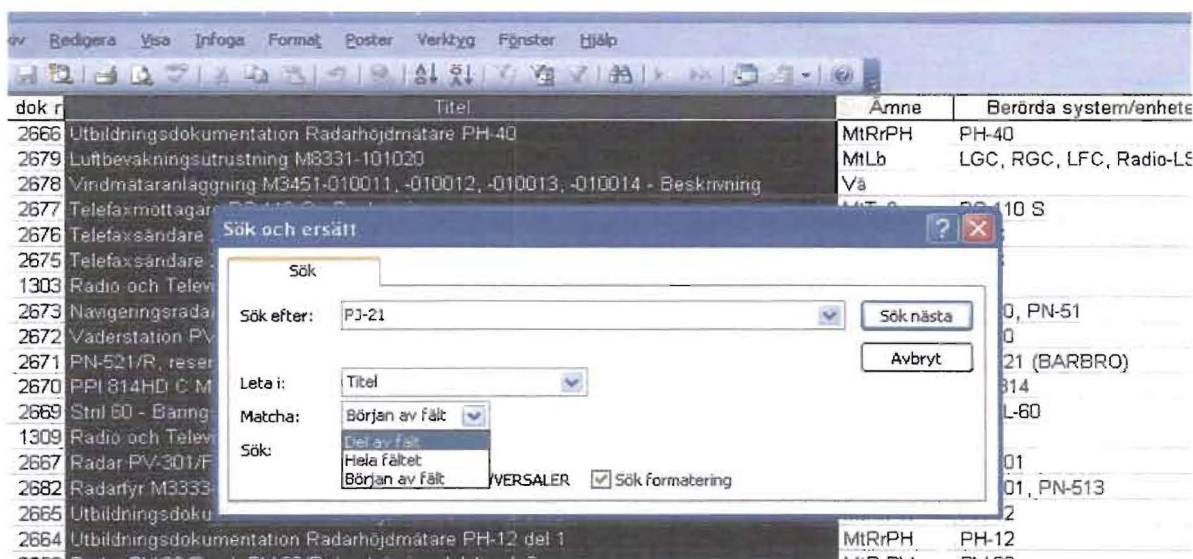 Redigera Visa Infoga Format Poster Verktyg Fönster Hjälp
dok r Titel Ämne Berörda system/enhete
2666 Utbildningsdokumentation Radarhöjdmätare PH-40 MtRrPH PH-40
2679 Luftbevakningsutrustning M8331-101020 MtLb LGC, RGC, LFC, Radio-LS
2678 Vindmätaranläggning M3451-010011, -010012, -010013, -010014 - Beskrivning Vä
2677 Telefaxmottagare 110 S
2676 Telefaxsändare
2675 Telefaxsändare
1303 Radio och Telev
2673 Navigeringsradar 0, PN-51
2672 Väderstation PV 0
2671 PN-521/R, reser 21 (BARBRO)
2670 PPI 814HD C M 814
2669 Stril 60 - Bäring L-60
1309 Radio och Telev
2667 Radar PV-301/F 01
2682 Radarfyr M3333- 01, PN-513
2665 Utbildningsdoku 2
2664 Utbildningsdokumentation Radarhöjdmätare PH-12 del 1 MtRrPH PH-12
Sök och ersätt
Sök
Sök efter: PJ-21 Sök nästa
Avbryt
Leta i: Titel
Matcha: Början av fält
Del av fält
Sök:
Hela fältet
Början av fält
/VERSALER Sök formatering